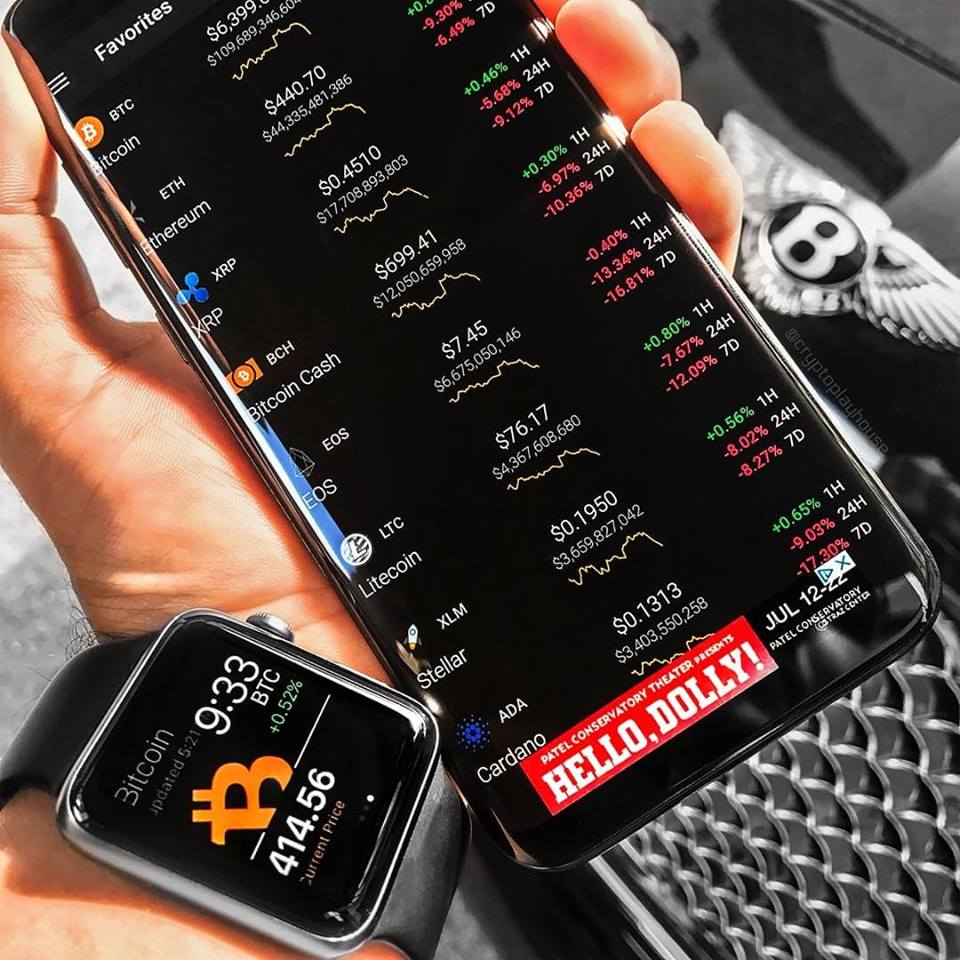 Favorites
BTC
Bitcoin
$6,399.0
$109,689,346,604
-9.30%
-6.49% 7D
ETH
Ethereum
$440.70
$44,335,481,386
+0.46% 1H
-5.68% 24H
-9.12% 7D
XRP
XRP
$0.4510
$17,708,893,803
+0.30% 1H
-6.97% 24H
-10.36% 7D
BCH
Bitcoin Cash
$699.41
$12,050,659,958
-0.40% 1H
-13.34% 24H
-16.81% 7D
EOS
EOS
$7.45
$6,675,050,146
+0.80% 1H
-7.67% 24H
-12.09% 7D
LTC
Litecoin
$76.17
$4,367,608,680
+0.56% 1H
-8.02% 24H
-8.27% 7D
XLM
Stellar
$0.1950
$3,659,827,042
+0.65% 1H
-9.03% 24H
-17.30% 7D
ADA
Cardano
$0.1313
$3,403,550,258
PATEL CONSERVATORY THEATER PRESENTS
HELLO, DOLLY!
JUL 12-22
PATEL CONSERVATORY
@STRAZ CENTER
Bitcoin
updated 5:21
9:33
BTC
+0.52%
B
414.56
Current Price
B
@cryptoplayhouse